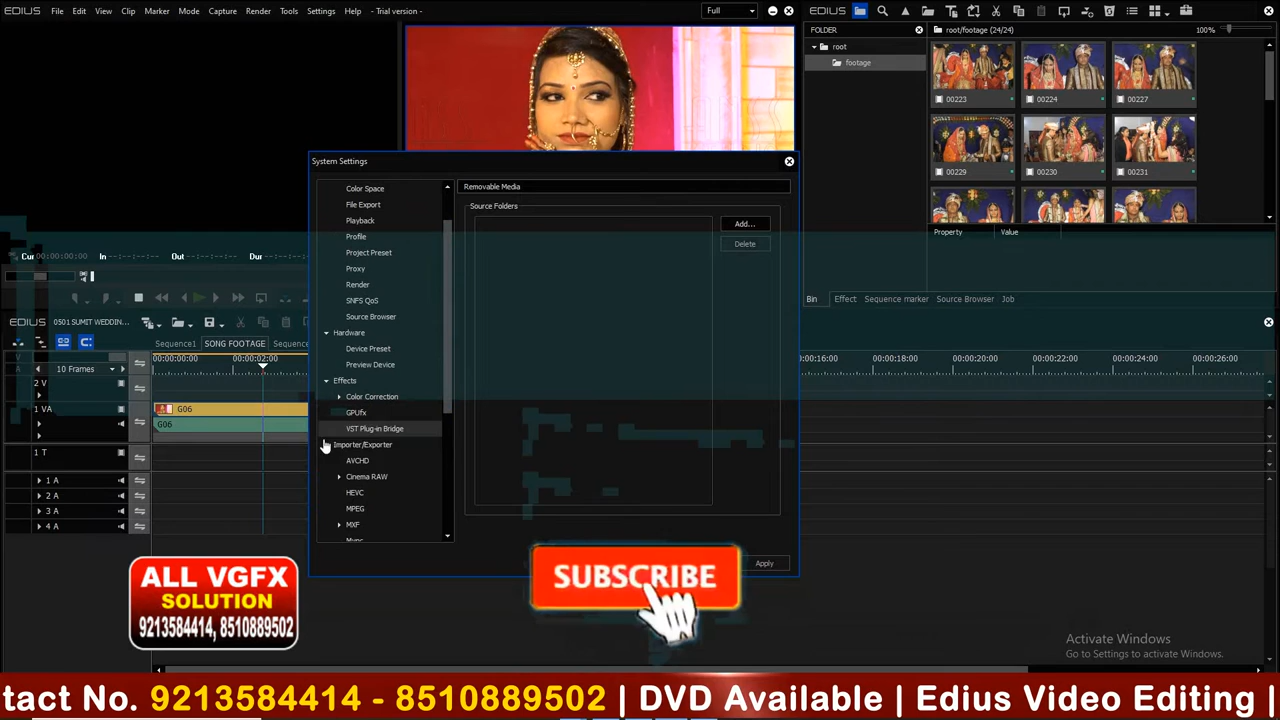 EDIUS File Edit View Clip Marker Mode Capture Render Tools Settings Help - Trial version -
Full
EDIUS
FOLDER
root
footage
root/footage (24/24)
100%
00223
00224
00227
00229
00230
00231
Property
Value
Bin Effect Sequence marker Source Browser Job
Cur 00:00:00;00 In --:--:--:-- Out --:--:--:-- Dur
EDIUS 0501 SUMIT WEDDIN...
Sequence1 SONG FOOTAGE Sequence
V
A
10 Frames
00:00:00;00 00:00:02;00 00:00:16;00 00:00:18;00 00:00:20;00 00:00:22;00 00:00:24;00 00:00:26;00
2 V
1 VA
G06
G06
1 T
1 A
2 A
3 A
4 A
System Settings
Color Space
File Export
Playback
Profile
Project Preset
Proxy
Render
SNFS QoS
Source Browser
Hardware
Device Preset
Preview Device
Effects
Color Correction
GPUfx
VST Plug-in Bridge
Importer/Exporter
AVCHD
Cinema RAW
HEVC
MPEG
MXF
Removable Media
Source Folders
Add...
Delete
Apply
ALL VGFX
SOLUTION
9213584414, 8510889502
SUBSCRIBE
Activate Windows
Go to Settings to activate Windows.
tact No. 9213584414 - 8510889502 | DVD Available | Edius Video Editing |